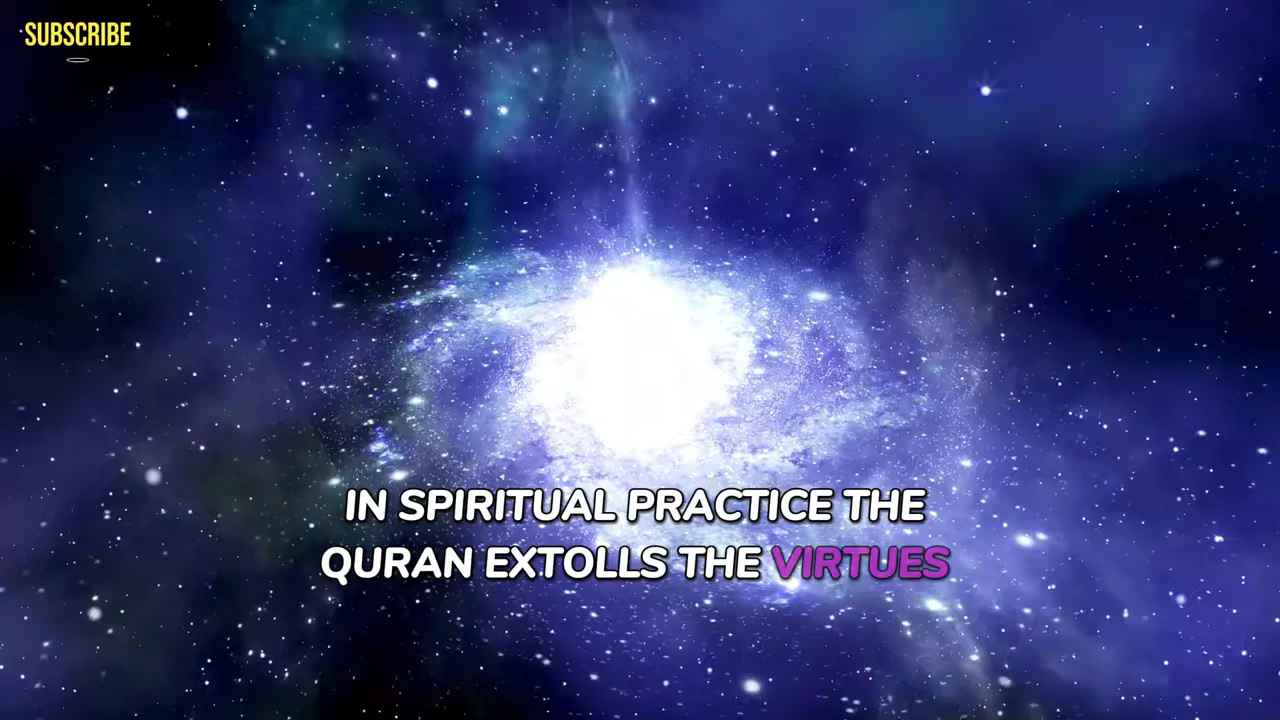 SUBSCRIBE
IN SPIRITUAL PRACTICE THE
QURAN EXTOLLS THE VIRTUES